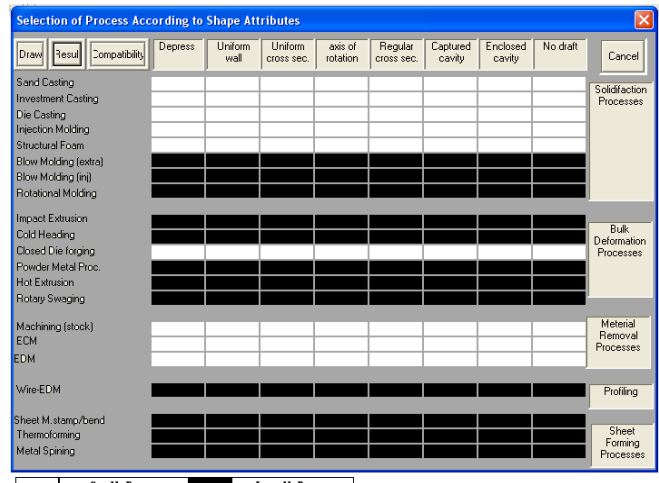 Selection of Process According to Shape Attributes
Draw Resul Compatibility Depress Uniform wall Uniform cross sec. axis of rotation Regular cross sec. Captured cavity Enclosed cavity No draft Cancel
Sand Casting
Investment Casting
Die Casting
Injection Molding
Structural Foam
Blow Molding (extra)
Blow Molding (inj)
Rotational Molding
Solidifaction
Processes
Impact Extrusion
Cold Heading
Closed Die forging
Powder Metal Proc.
Hot Extrusion
Rotary Swaging
Bulk
Deformation
Processes
Machining (stock)
ECM
EDM
Meterial
Removal
Processes
Wire-EDM
Profiling
Sheet M.stamp/bend
Thermoforming
Metal Spining
Sheet
Forming
Processes